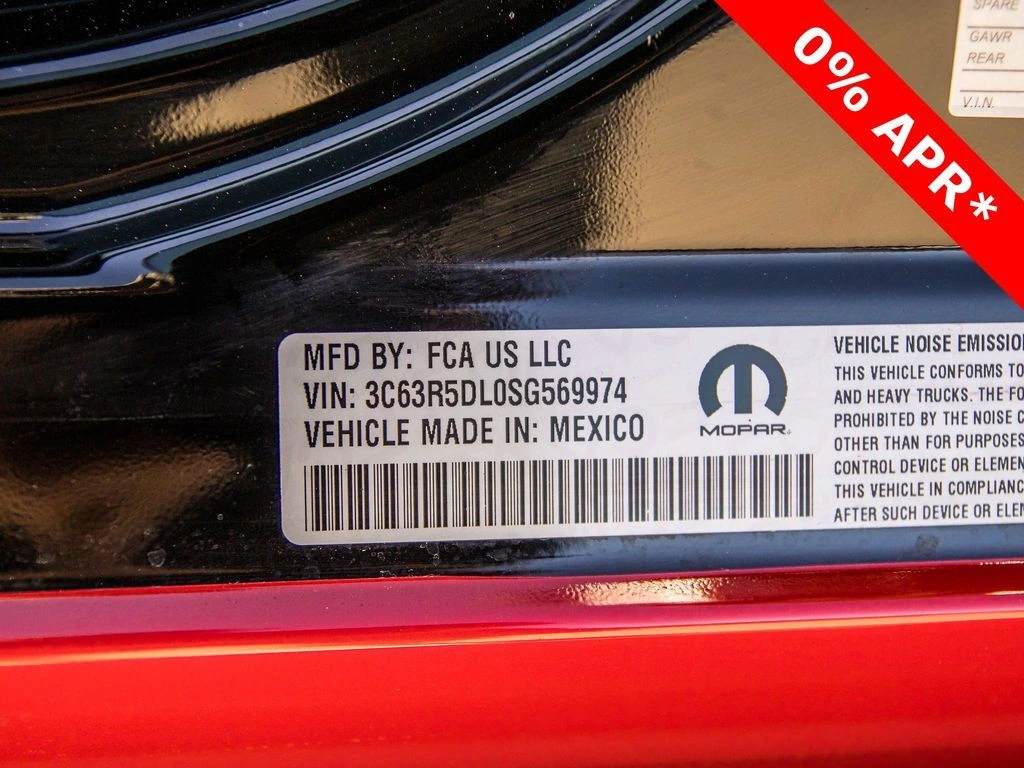 0% APR*
SPARE
GAWR
REAR
V.I.N.
MFD BY: FCA US LLC
VIN: 3C63R5DL0SG569974
VEHICLE MADE IN: MEXICO
MOPAR
VEHICLE NOISE EMISSIO
THIS VEHICLE CONFORMS TO
AND HEAVY TRUCKS. THE FO
PROHIBITED BY THE NOISE C
OTHER THAN FOR PURPOSES
CONTROL DEVICE OR ELEMEN
THIS VEHICLE IN COMPLIANC
AFTER SUCH DEVICE OR ELEM